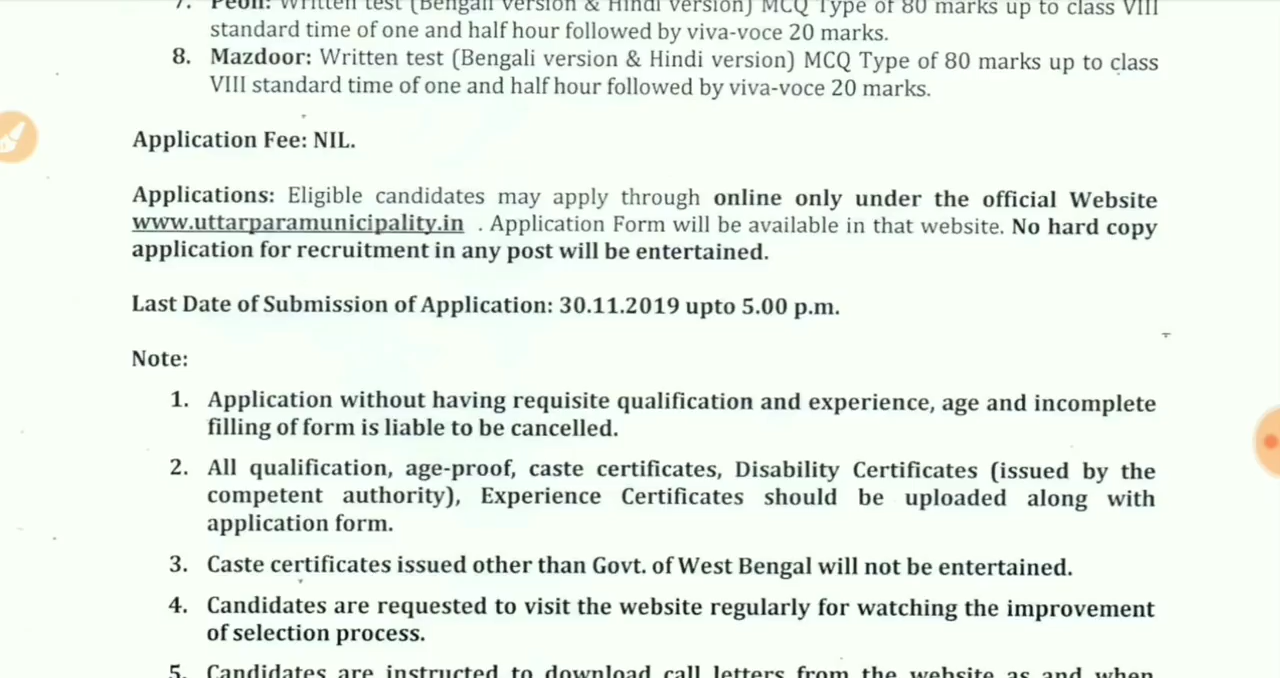 7. Peon: Written test (Bengali version & Hindi version) MCQ Type of 80 marks up to class VIII
standard time of one and half hour followed by viva-voce 20 marks.
8. Mazdoor: Written test (Bengali version & Hindi version) MCQ Type of 80 marks up to class
VIII standard time of one and half hour followed by viva-voce 20 marks.
Application Fee: NIL.
Applications: Eligible candidates may apply through online only under the official Website
www.uttarparamunicipality.in . Application Form will be available in that website. No hard copy
application for recruitment in any post will be entertained.
Last Date of Submission of Application: 30.11.2019 upto 5.00 p.m.
Note:
1. Application without having requisite qualification and experience, age and incomplete
filling of form is liable to be cancelled.
2. All qualification, age-proof, caste certificates, Disability Certificates (issued by the
competent authority), Experience Certificates should be uploaded along with
application form.
3. Caste certificates issued other than Govt. of West Bengal will not be entertained.
4. Candidates are requested to visit the website regularly for watching the improvement
of selection process.
5. Candidates are instructed to download call letters from the website as and when